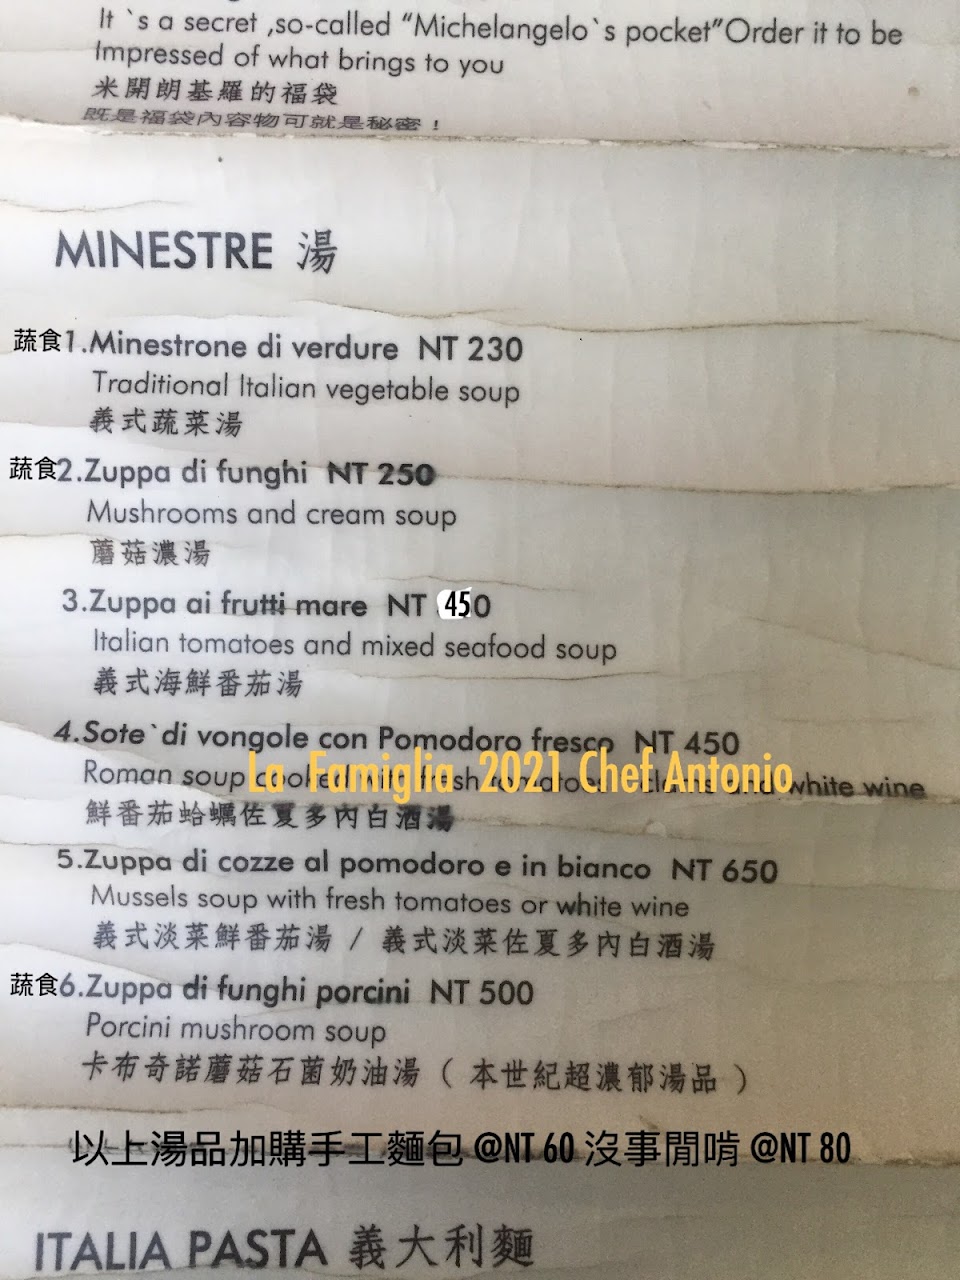 It `s a secret ,so-called “Michelangelo`s pocket”Order it to be
Impressed of what brings to you
米開朗基羅的福袋
既是福袋內容物可就是秘密！
MINESTRE 湯
蔬食1.Minestrone di verdure NT 230
Traditional Italian vegetable soup
義式蔬菜湯
蔬食2.Zuppa di funghi NT 250
Mushrooms and cream soup
蘑菇濃湯
3.Zuppa ai frutti mare NT 450
Italian tomatoes and mixed seafood soup
義式海鮮番茄湯
4.Sote`di vongole con Pomodoro fresco NT 450
La Famiglia 2021 Chef Antonio
Roman soup cooked with fresh tomatoes, clams and white wine
鮮番茄蛤蠣佐夏多內白酒湯
5.Zuppa di cozze al pomodoro e in bianco NT 650
Mussels soup with fresh tomatoes or white wine
義式淡菜鮮番茄湯 / 義式淡菜佐夏多內白酒湯
蔬食6.Zuppa di funghi porcini NT 500
Porcini mushroom soup
卡布奇諾蘑菇石菌奶油湯 ( 本世紀超濃郁湯品 )
以上湯品加購手工麵包 @NT 60 沒事閒啃 @NT 80
ITALIA PASTA 義大利麵